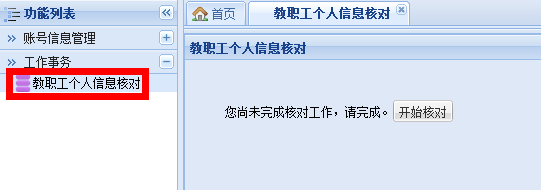 功能列表
账号信息管理
工作事务
教职工个人信息核对
首页
教职工个人信息核对
教职工个人信息核对
您尚未完成核对工作，请完成。 开始核对